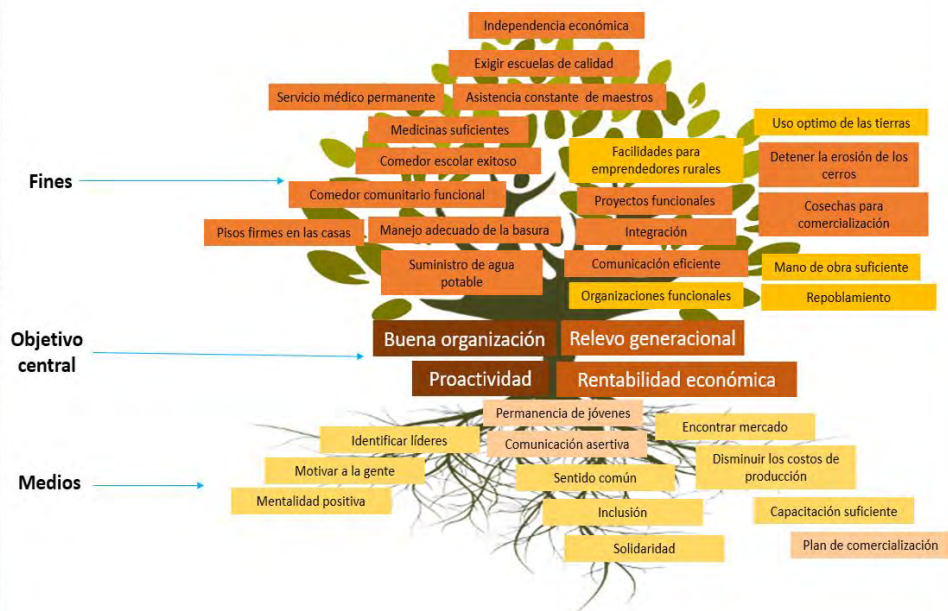 Independencia económica
Exigir escuelas de calidad
Servicio médico permanente
Asistencia constante de maestros
Medicinas suficientes
Uso optimo de las tierras
Comedor escolar exitoso
Facilidades para
emprendedores rurales
Detener la erosión de los
cerros
Fines
Comedor comunitario funcional
Proyectos funcionales
Cosechas para
comercialización
Pisos firmes en las casas
Manejo adecuado de la basura
Integración
Suministro de agua
potable
Comunicación eficiente
Mano de obra suficiente
Organizaciones funcionales
Repoblamiento
Objetivo
central
Buena organización
Relevo generacional
Proactividad
Rentabilidad económica
Permanencia de jóvenes
Encontrar mercado
Identificar líderes
Comunicación asertiva
Disminuir los costos de
producción
Motivar a la gente
Sentido común
Medios
Mentalidad positiva
Inclusión
Capacitación suficiente
Solidaridad
Plan de comercialización